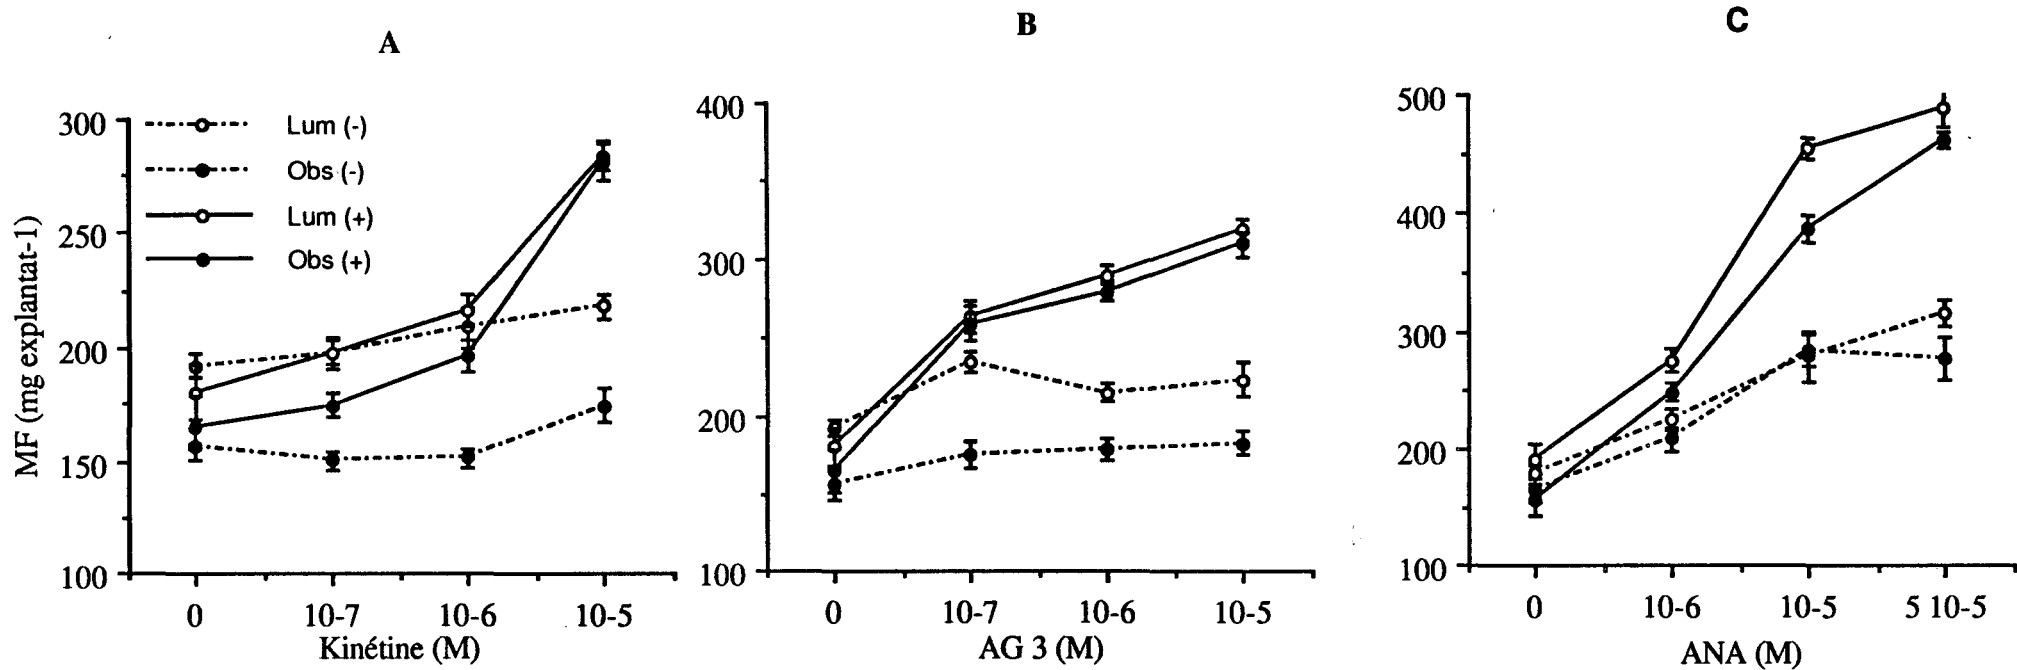 A
B
C
MF (mg explantat-1)
300
250
200
150
100
Lum (-)
Obs (-)
Lum (+)
Obs (+)
0 10-7 10-6 10-5
Kinétine (M)
400
300
200
100
0 10-7 10-6 10-5
AG 3 (M)
500
400
300
200
100
0 10-6 10-5 5 10-5
ANA (M)